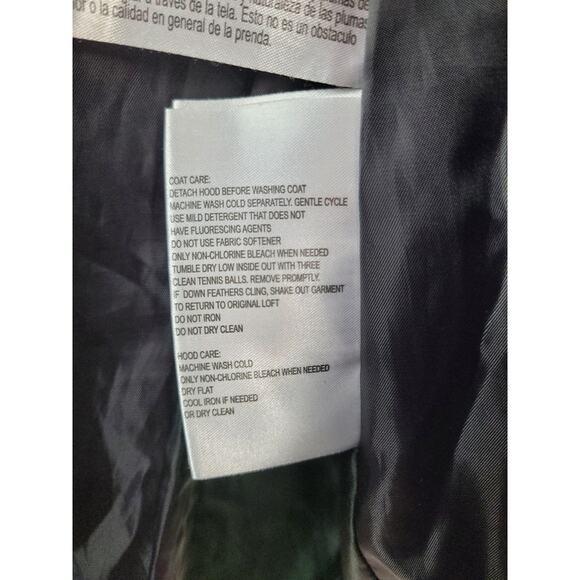 naturaleza de las plumas
a través de la tela. Esto no es un obstaculo
o la calidad en general de la prenda.
COAT CARE:
DETACH HOOD BEFORE WASHING COAT
MACHINE WASH COLD SEPARATELY. GENTLE CYCLE
USE MILD DETERGENT THAT DOES NOT
HAVE FLUORESCING AGENTS
DO NOT USE FABRIC SOFTENER
ONLY NON-CHLORINE BLEACH WHEN NEEDED
TUMBLE DRY LOW INSIDE OUT WITH THREE
CLEAN TENNIS BALLS. REMOVE PROMPTLY.
IF DOWN FEATHERS CLING, SHAKE OUT GARMENT
TO RETURN TO ORIGINAL LOFT
DO NOT IRON
DO NOT DRY CLEAN
HOOD CARE:
MACHINE WASH COLD
ONLY NON-CHLORINE BLEACH WHEN NEEDED
DRY FLAT
COOL IRON IF NEEDED
OR DRY CLEAN